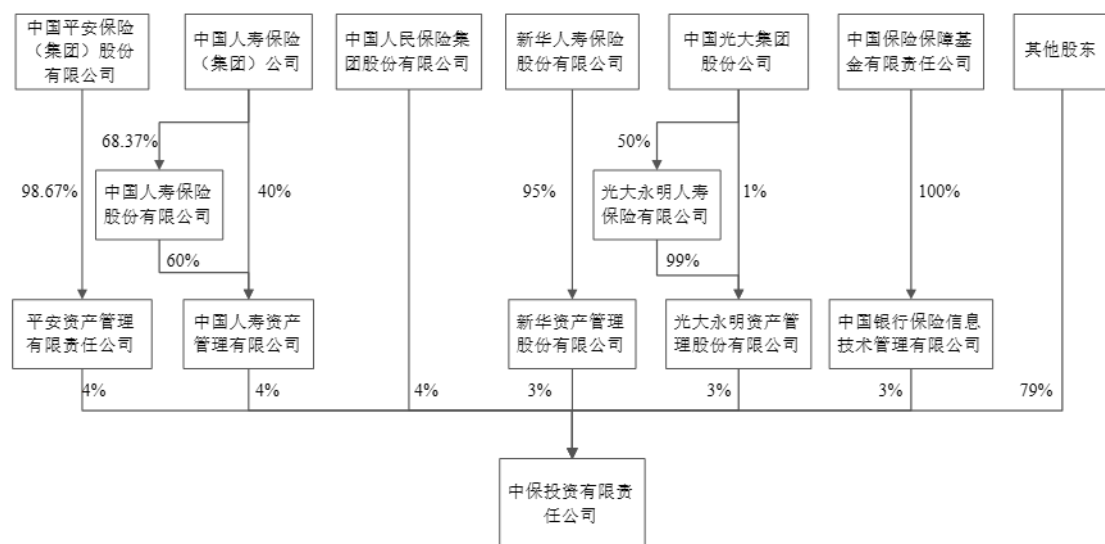 中国平安保险
（集团）股份
有限公司
中国人寿保险
（集团）公司
中国人民保险集
团股份有限公司
新华人寿保险
股份有限公司
中国光大集团
股份公司
中国保险保障基
金有限责任公司
其他股东
68.37%
50%
98.67%
中国人寿保险
股份有限公司
40%
95%
光大永明人寿
保险有限公司
1%
100%
60%
99%
平安资产管理
有限责任公司
中国人寿资产
管理有限公司
新华资产管理
股份有限公司
光大永明资产管
理股份有限公司
中国银行保险信息
技术管理有限公司
4%
4%
4%
3%
3%
3%
79%
中保投资有限责
任公司